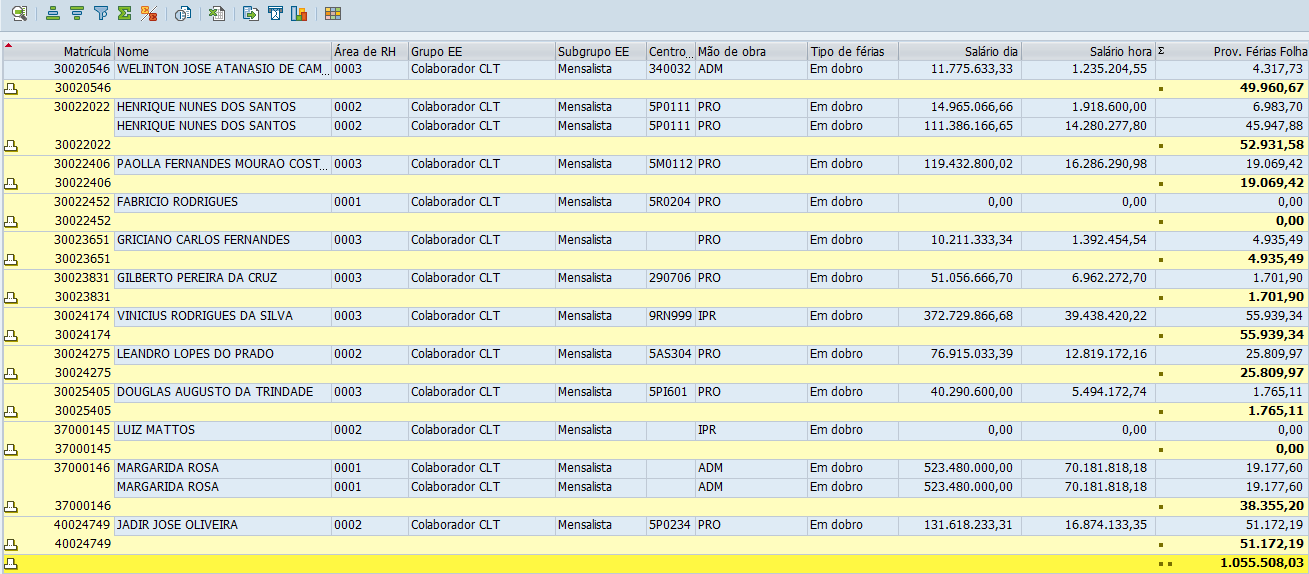 Matrícula Nome Área de RH Grupo EE Subgrupo EE Centro Mão de obra Tipo de férias Salário dia Salário hora Σ Prov. Férias Folha
30020546 WELINTON JOSE ATANASIO DE CAM... 0003 Colaborador CLT Mensalista 340032 ADM Em dobro 11.775.633,33 1.235.204,55 4.317,73
30020546 49.960,67
30022022 HENRIQUE NUNES DOS SANTOS 0002 Colaborador CLT Mensalista 5P0111 PRO Em dobro 14.965.066,66 1.918.600,00 6.983,70
HENRIQUE NUNES DOS SANTOS 0002 Colaborador CLT Mensalista 5P0111 PRO Em dobro 111.386.166,65 14.280.277,80 45.947,88
30022022 52.931,58
30022406 PAOLLA FERNANDES MOURAO COST... 0003 Colaborador CLT Mensalista 5M0112 PRO Em dobro 119.432.800,02 16.286.290,98 19.069,42
30022406 19.069,42
30022452 FABRICIO RODRIGUES 0001 Colaborador CLT Mensalista 5R0204 PRO Em dobro 0,00 0,00 0,00
30022452 0,00
30023651 GRICIANO CARLOS FERNANDES 0003 Colaborador CLT Mensalista PRO Em dobro 10.211.333,34 1.392.454,54 4.935,49
30023651 4.935,49
30023831 GILBERTO PEREIRA DA CRUZ 0003 Colaborador CLT Mensalista 290706 PRO Em dobro 51.056.666,70 6.962.272,70 1.701,90
30023831 1.701,90
30024174 VINICIUS RODRIGUES DA SILVA 0003 Colaborador CLT Mensalista 9RN999 IPR Em dobro 372.729.866,68 39.438.420,22 55.939,34
30024174 55.939,34
30024275 LEANDRO LOPES DO PRADO 0002 Colaborador CLT Mensalista 5AS304 PRO Em dobro 76.915.033,39 12.819.172,16 25.809,97
30024275 25.809,97
30025405 DOUGLAS AUGUSTO DA TRINDADE 0003 Colaborador CLT Mensalista 5PI601 PRO Em dobro 40.290.600,00 5.494.172,74 1.765,11
30025405 1.765,11
37000145 LUIZ MATTOS 0002 Colaborador CLT Mensalista IPR Em dobro 0,00 0,00 0,00
37000145 0,00
37000146 MARGARIDA ROSA 0001 Colaborador CLT Mensalista ADM Em dobro 523.480.000,00 70.181.818,18 19.177,60
MARGARIDA ROSA 0001 Colaborador CLT Mensalista ADM Em dobro 523.480.000,00 70.181.818,18 19.177,60
37000146 38.355,20
40024749 JADIR JOSE OLIVEIRA 0002 Colaborador CLT Mensalista 5P0234 PRO Em dobro 131.618.233,31 16.874.133,35 51.172,19
40024749 51.172,19
1.055.508,03